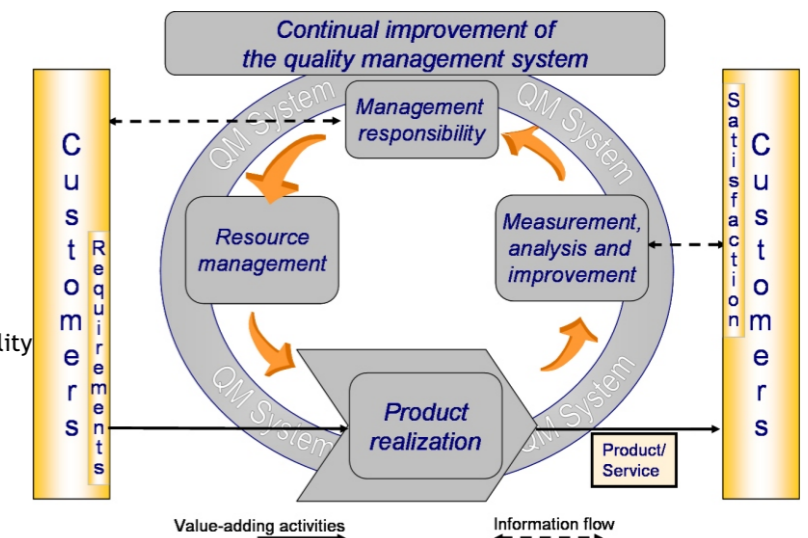 Continual improvement of
the quality management system
QM System
QM System
Management
responsibility
Customers
Requirements
Resource
management
Measurement,
analysis and
improvement
Satisfaction
Customers
lity
QM System
QM System
Product
realization
Product/
Service
Value-adding activities
Information flow